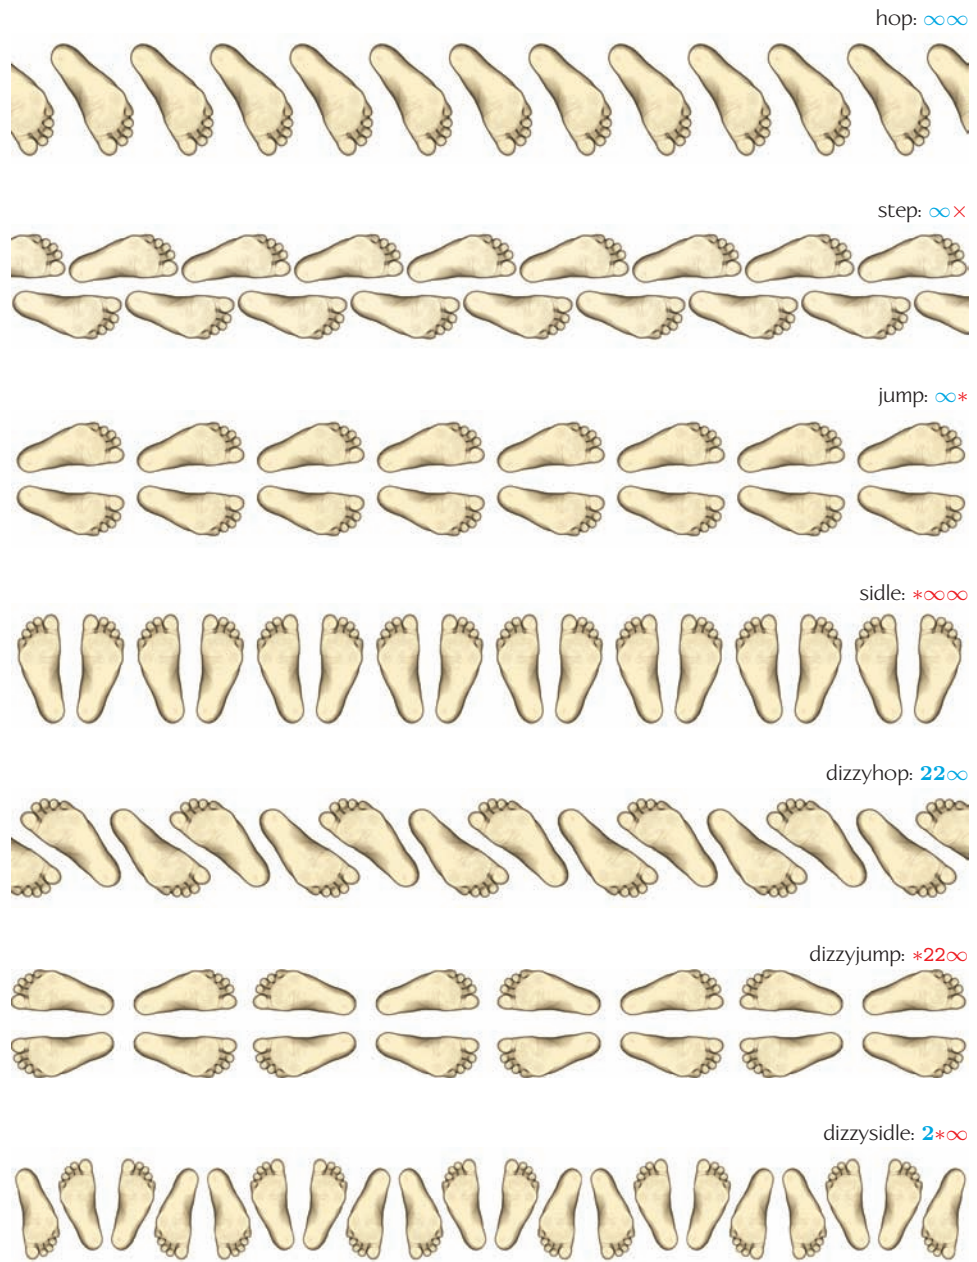 hop: ∞∞
step: ∞×
jump: ∞*
sidle: *∞∞
dizzyhop: 22∞
dizzyjump: *22∞
dizzysidle: 2*∞